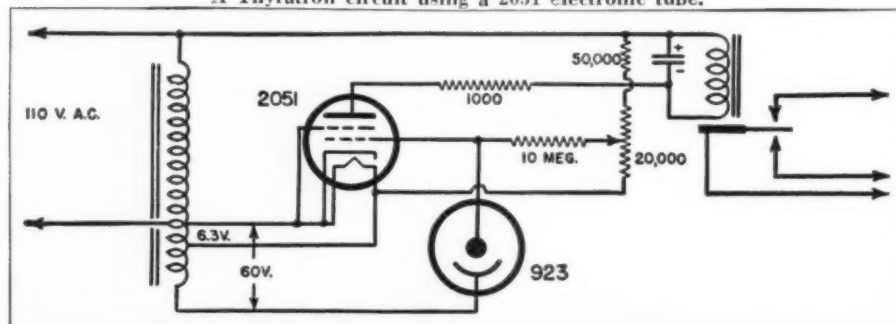 A Thyratron circuit using a 2051 electronic tube.
50,000
+
-
2051
1000
110 V. A.C.
10 MEG.
20,000
6.3V.
60V.
923